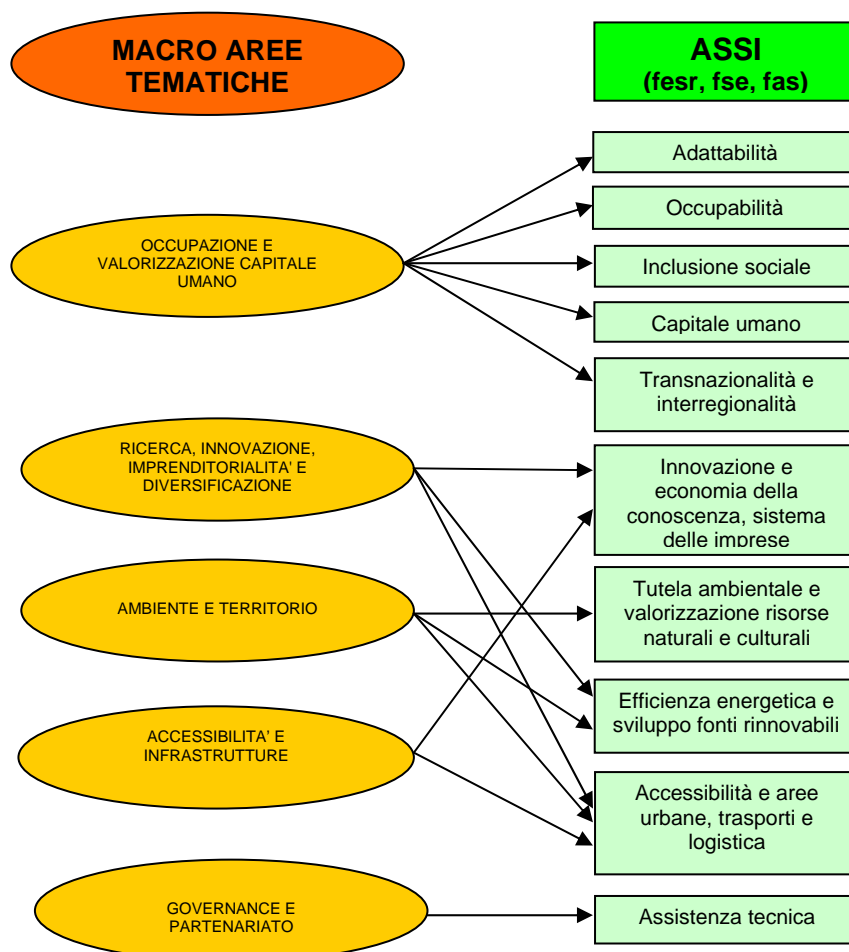 MACRO AREE
TEMATICHE
ASSI
(fesr, fse, fas)
OCCUPAZIONE E
VALORIZZAZIONE CAPITALE
UMANO
Adattabilità
Occupabilità
Inclusione sociale
Capitale umano
Transnazionalità e
interregionalità
RICERCA, INNOVAZIONE,
IMPRENDITORIALITA' E
DIVERSIFICAZIONE
Innovazione e
economia della
conoscenza, sistema
delle imprese
AMBIENTE E TERRITORIO
Tutela ambientale e
valorizzazione risorse
naturali e culturali
Efficienza energetica e
sviluppo fonti rinnovabili
ACCESSIBILITA' E
INFRASTRUTTURE
Accessibilità e aree
urbane, trasporti e
logistica
GOVERNANCE E
PARTENARIATO
Assistenza tecnica